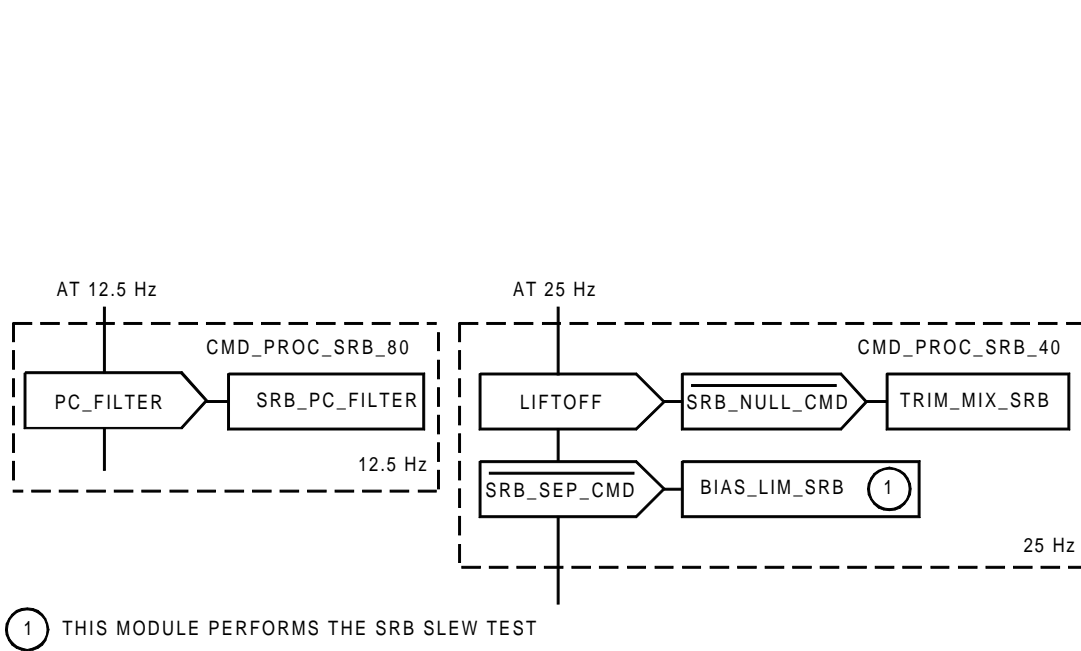 AT 12.5 Hz
CMD_PROC_SRB_80
PC_FILTER
SRB_PC_FILTER
12.5 Hz
AT 25 Hz
CMD_PROC_SRB_40
LIFTOFF
SRB_NULL_CMD
TRIM_MIX_SRB
SRB_SEP_CMD
BIAS_LIM_SRB 1
25 Hz
1 THIS MODULE PERFORMS THE SRB SLEW TEST